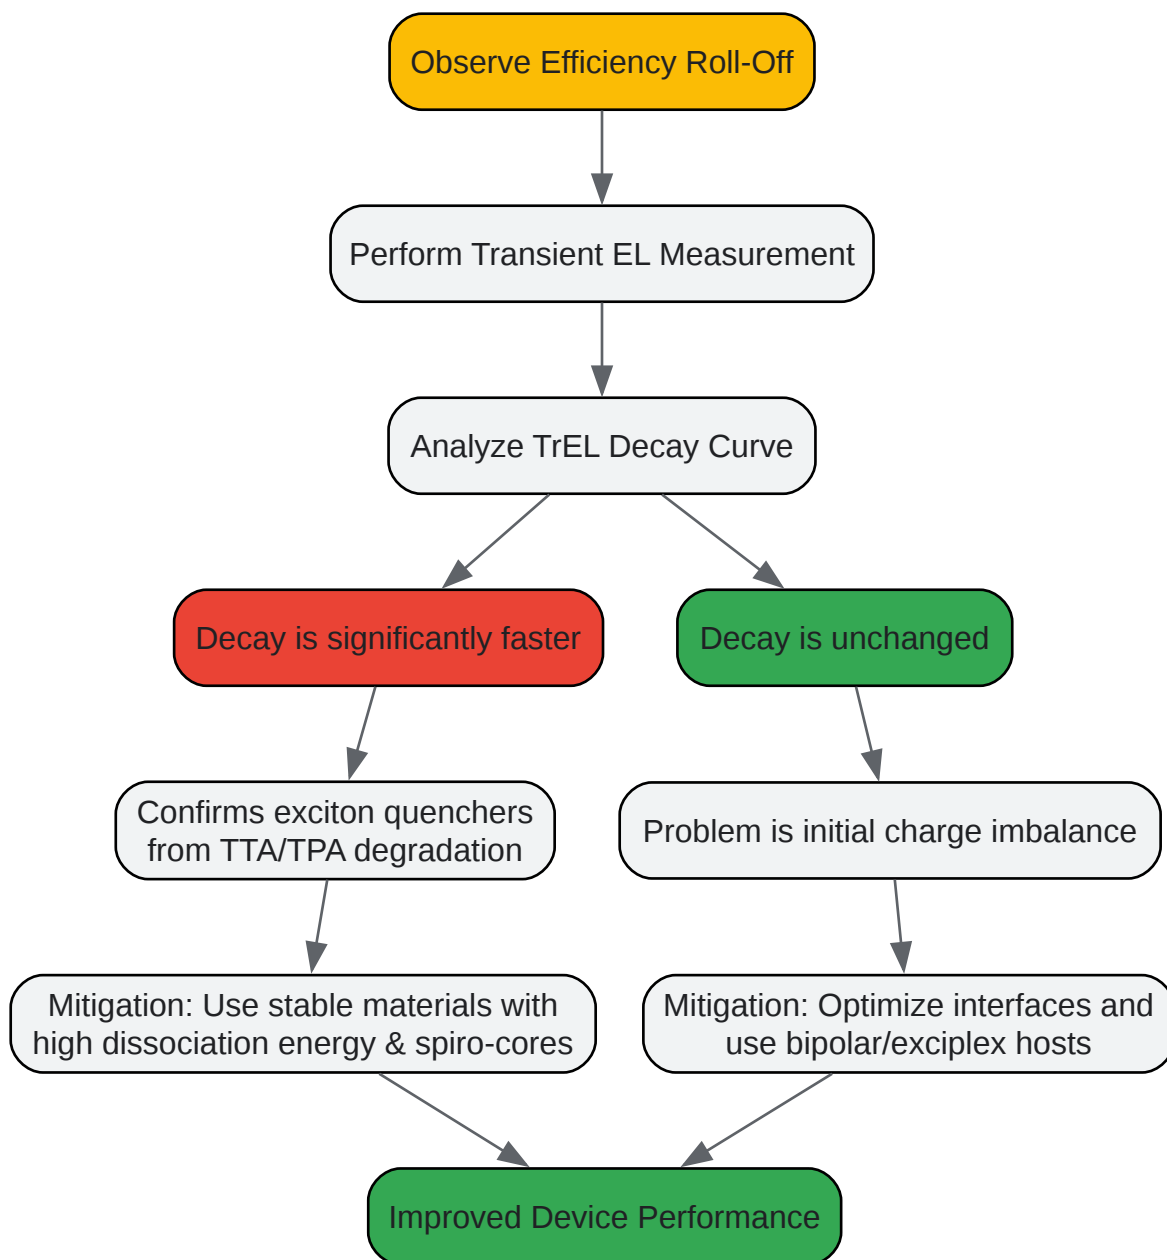 Observe Efficiency Roll-Off
Perform Transient EL Measurement
Analyze TrEL Decay Curve
Decay is significantly faster
Decay is unchanged
Confirms exciton quenchers
from TTA/TPA degradation
Problem is initial charge imbalance
Mitigation: Use stable materials with
high dissociation energy & spiro-cores
Mitigation: Optimize interfaces and
use bipolar/exciplex hosts
Improved Device Performance